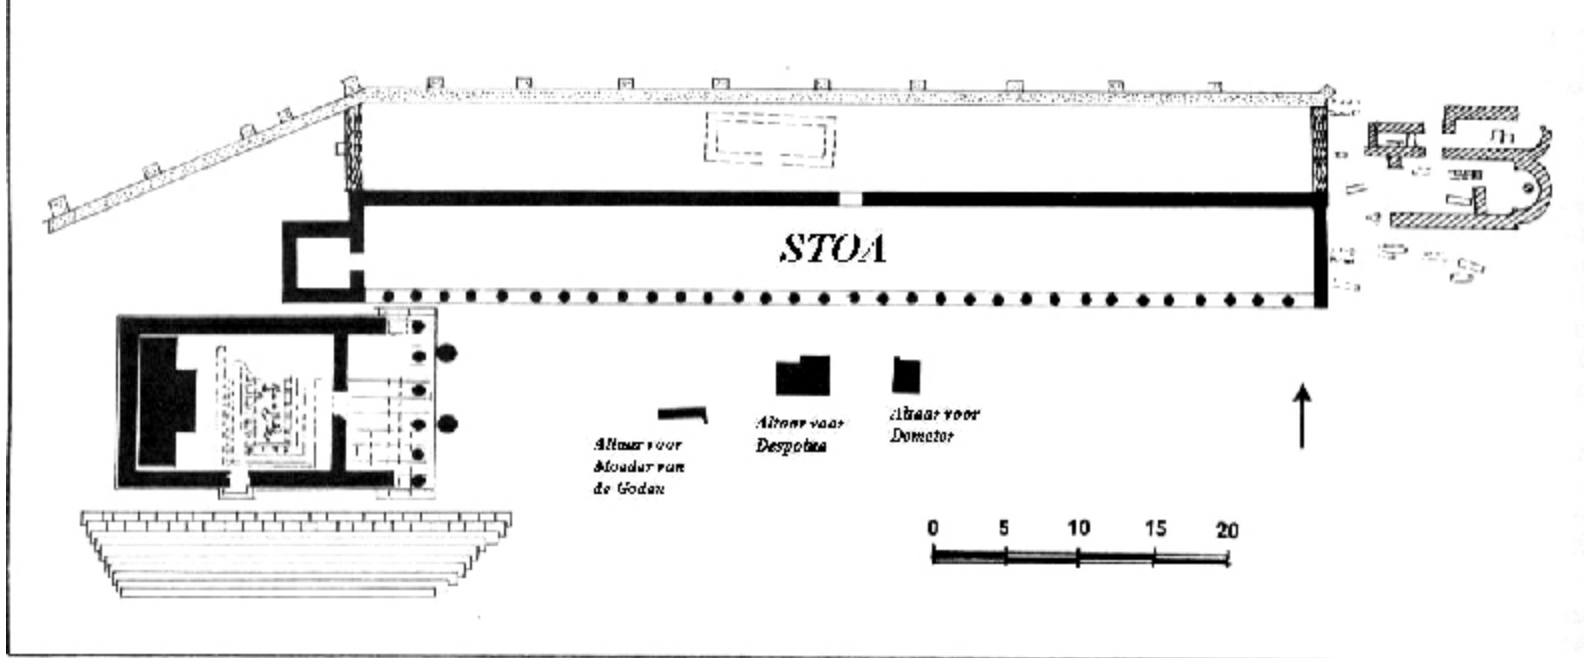 STOA
Altaar voor
Despoina
Altaar voor
Demeter
Altaar voor
Moeder van
de Goden
0 5 10 15 20